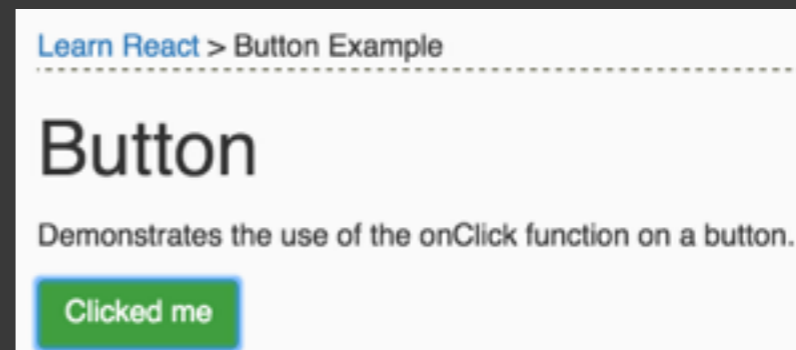 Learn React > Button Example
Button
Demonstrates the use of the onClick function on a button.
Clicked me